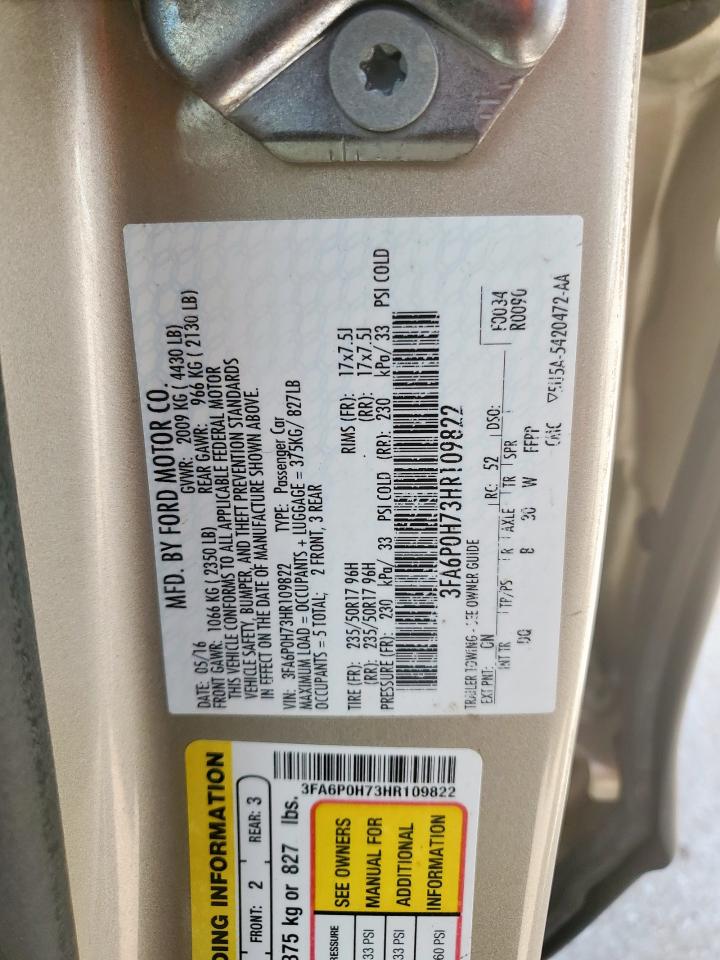 MFD. BY FORD MOTOR CO.
DATE: 05/16 GVWR: 2009 KG ( 4430 LB)
FRONT GAWR: 1066 KG ( 2350 LB) REAR GAWR: 966 KG ( 2130 LB)
THIS VEHICLE CONFORMS TO ALL APPLICABLE FEDERAL MOTOR
VEHICLE SAFETY, BUMPER, AND THEFT PREVENTION STANDARDS
IN EFFECT ON THE DATE OF MANUFACTURE SHOWN ABOVE.
VIN: 3FA6P0H73HR109822 TYPE: Passenger Car
MAXIMUM LOAD = OCCUPANTS + LUGGAGE = 375KG/ 827LB
OCCUPANTS = 5 TOTAL; 2 FRONT, 3 REAR
TIRE (FR): 235/50R17 96H RIMS (FR): 17x7.5J
(RR): 235/50R17 96H (RR): 17x7.5J
PRESSURE (FR): 230 kPa/ 33 PSI COLD (RR): 230 kPa/ 33 PSI COLD
3FA6P0H73HR109822
TRAILER TOWING - SEE OWNER GUIDE
EXT PNT: GN RC: 52 DSO: F0034
R0090
INT TR TP/PS R AXLE TR SPR
DG B 30 W FFPP
5U5A-5420472-AA
3FA6P0H73HR109822
DING INFORMATION
FRONT: 2 REAR: 3
375 kg or 827 lbs.
RESSURE SEE OWNERS
33 PSI MANUAL FOR
33 PSI ADDITIONAL
60 PSI INFORMATION